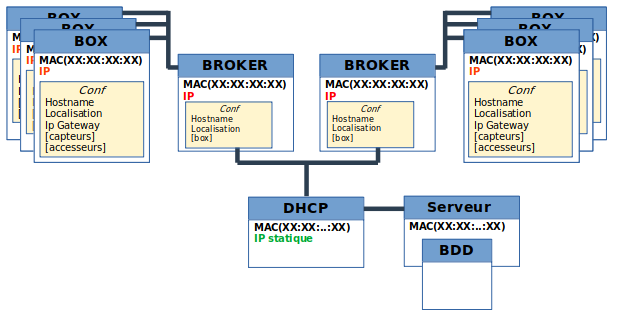 BOX
BOX
BOX
MAC(XX:XX:XX:XX)
IP
Conf
Hostname
Localisation
Ip Gateway
[capteurs]
[accesseurs]
BROKER
MAC(XX:XX:XX:XX)
IP
Conf
Hostname
Localisation
[box]
BROKER
MAC(XX:XX:XX:XX)
IP
Conf
Hostname
Localisation
[box]
BOX
BOX
BOX
MAC(XX:XX:XX:XX)
IP
Conf
Hostname
Localisation
Ip Gateway
[capteurs]
[accesseurs]
DHCP
MAC(XX:XX:..:XX)
IP statique
Serveur
MAC(XX:XX:..:XX)
BDD